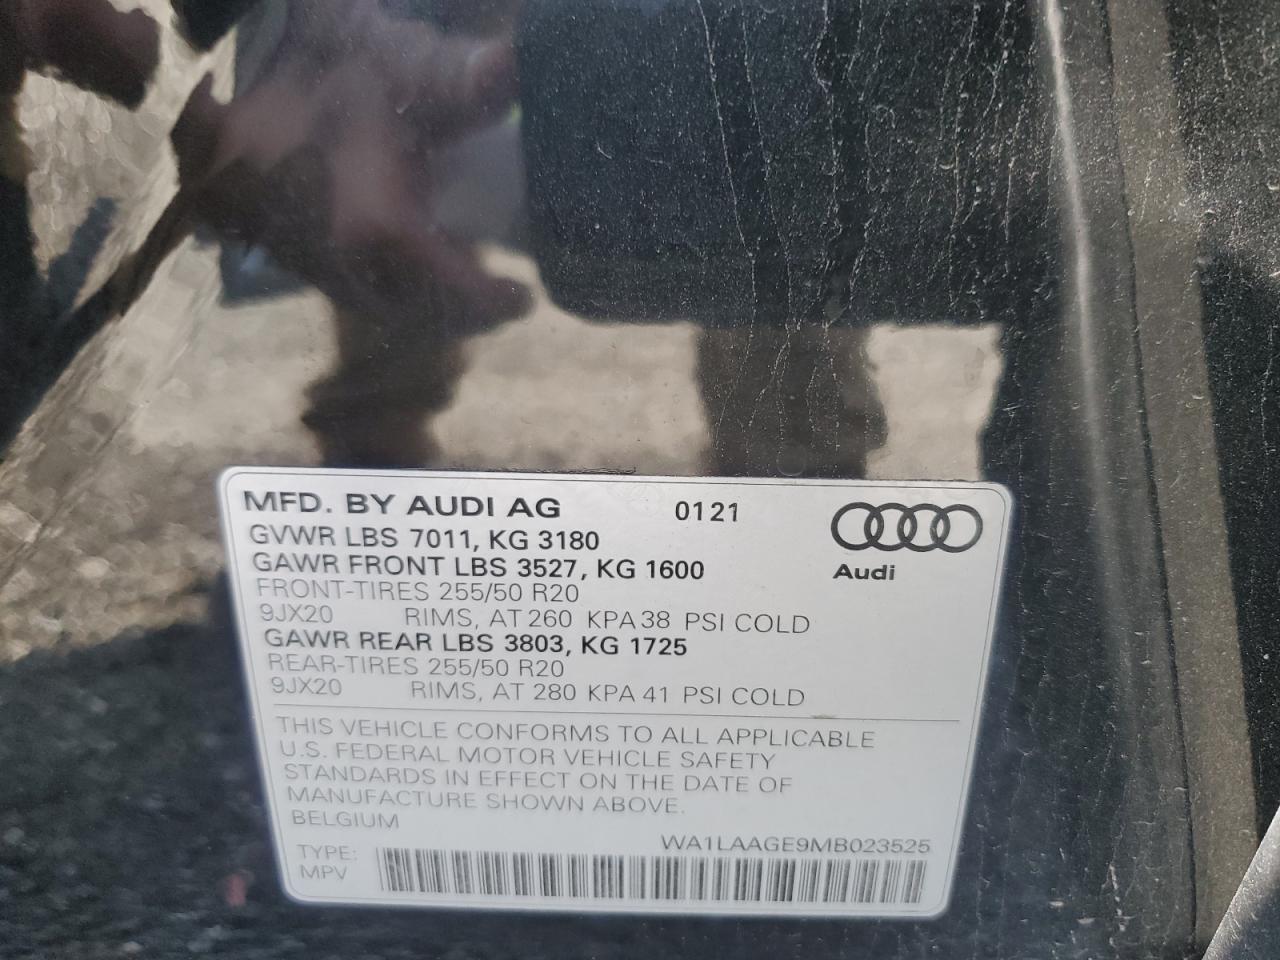 MFD. BY AUDI AG 0121
GVWR LBS 7011, KG 3180
GAWR FRONT LBS 3527, KG 1600
FRONT-TIRES 255/50 R20
9JX20 RIMS, AT 260 KPA 38 PSI COLD
GAWR REAR LBS 3803, KG 1725
REAR-TIRES 255/50 R20
9JX20 RIMS, AT 280 KPA 41 PSI COLD
Audi
THIS VEHICLE CONFORMS TO ALL APPLICABLE
U.S. FEDERAL MOTOR VEHICLE SAFETY
STANDARDS IN EFFECT ON THE DATE OF
MANUFACTURE SHOWN ABOVE.
BELGIUM
WA1LAAGE9MB023525
TYPE:
MPV